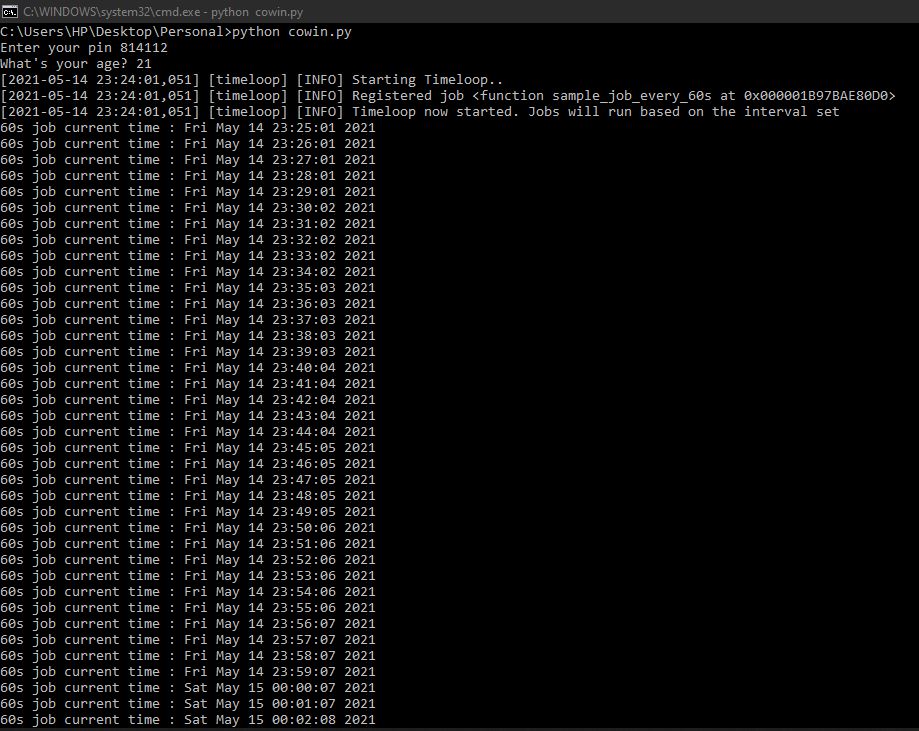 C:\WINDOWS\system32\cmd.exe - python  cowin.py
C:\Users\HP\Desktop\Personal>python cowin.py
Enter your pin 814112
What's your age? 21
[2021-05-14 23:24:01,051] [timeloop] [INFO] Starting Timeloop..
[2021-05-14 23:24:01,051] [timeloop] [INFO] Registered job <function sample_job_every_60s at 0x000001B97BAE80D0>
[2021-05-14 23:24:01,051] [timeloop] [INFO] Timeloop now started. Jobs will run based on the interval set
60s job current time : Fri May 14 23:25:01 2021
60s job current time : Fri May 14 23:26:01 2021
60s job current time : Fri May 14 23:27:01 2021
60s job current time : Fri May 14 23:28:01 2021
60s job current time : Fri May 14 23:29:01 2021
60s job current time : Fri May 14 23:30:02 2021
60s job current time : Fri May 14 23:31:02 2021
60s job current time : Fri May 14 23:32:02 2021
60s job current time : Fri May 14 23:33:02 2021
60s job current time : Fri May 14 23:34:02 2021
60s job current time : Fri May 14 23:35:03 2021
60s job current time : Fri May 14 23:36:03 2021
60s job current time : Fri May 14 23:37:03 2021
60s job current time : Fri May 14 23:38:03 2021
60s job current time : Fri May 14 23:39:03 2021
60s job current time : Fri May 14 23:40:04 2021
60s job current time : Fri May 14 23:41:04 2021
60s job current time : Fri May 14 23:42:04 2021
60s job current time : Fri May 14 23:43:04 2021
60s job current time : Fri May 14 23:44:04 2021
60s job current time : Fri May 14 23:45:05 2021
60s job current time : Fri May 14 23:46:05 2021
60s job current time : Fri May 14 23:47:05 2021
60s job current time : Fri May 14 23:48:05 2021
60s job current time : Fri May 14 23:49:05 2021
60s job current time : Fri May 14 23:50:06 2021
60s job current time : Fri May 14 23:51:06 2021
60s job current time : Fri May 14 23:52:06 2021
60s job current time : Fri May 14 23:53:06 2021
60s job current time : Fri May 14 23:54:06 2021
60s job current time : Fri May 14 23:55:06 2021
60s job current time : Fri May 14 23:56:07 2021
60s job current time : Fri May 14 23:57:07 2021
60s job current time : Fri May 14 23:58:07 2021
60s job current time : Fri May 14 23:59:07 2021
60s job current time : Sat May 15 00:00:07 2021
60s job current time : Sat May 15 00:01:07 2021
60s job current time : Sat May 15 00:02:08 2021